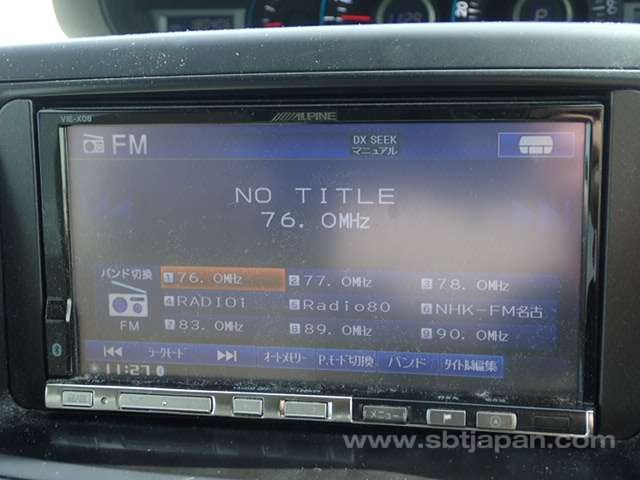 VIE-X08
ALPINE
FM
DX SEEK
マニュアル
NO TITLE
76.0MHz
バンド切換
1 76.0MHz
2 77.0MHz
3 78.0MHz
4 RADIO1
5 Radio80
6 NHK-FM名古
FM
7 83.0MHz
8 89.0MHz
9 90.0MHz
ラークモード
オートメモリー
P.モード切換
バンド
タイトル編集
11:27
メニュー
www.sbtjapan.com